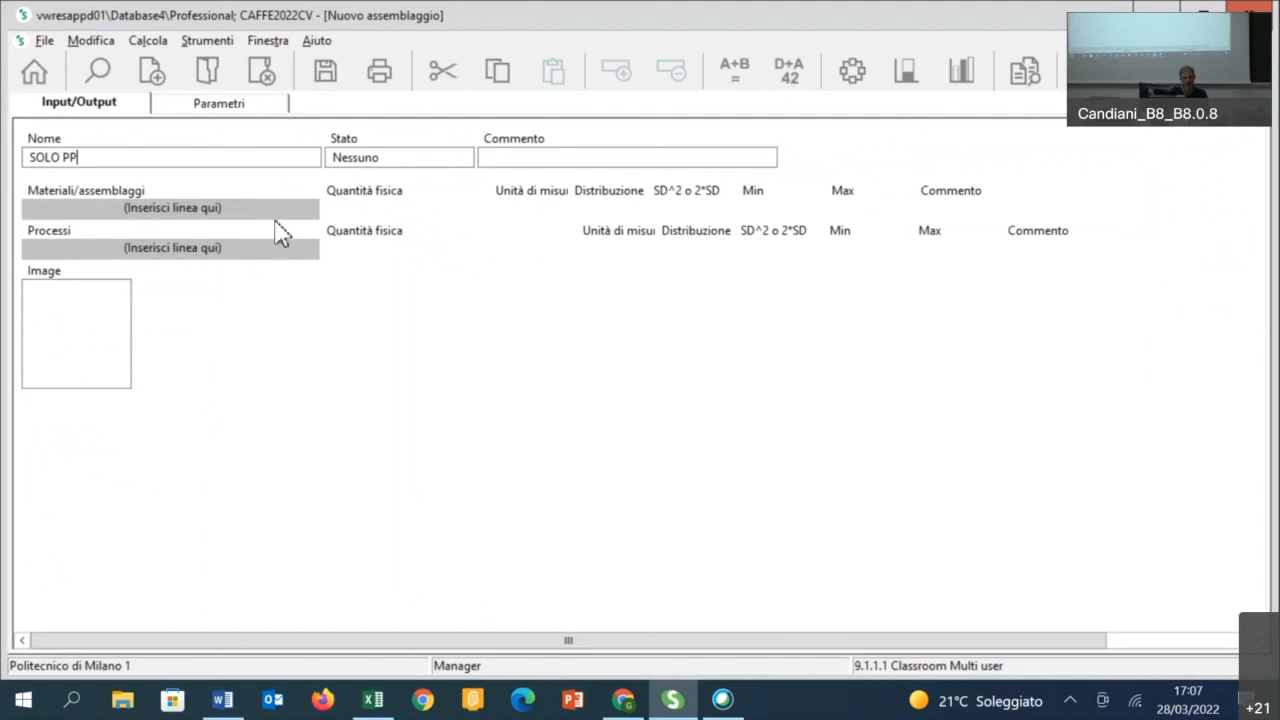 vwresappd01\Database4\Professional; CAFFE2022CV - [Nuovo assemblaggio]
File Modifica Calcola Strumenti Finestra Aiuto
A+B
=
D+A
42
Candiani_B8_B8.0.8
Input/Output Parametri
Nome Stato Commento
SOLO PP Nessuno
Materiali/assemblaggi Quantità fisica Unità di misui Distribuzione SD^2 o 2*SD Min Max Commento
(Inserisci linea qui)
Processi Quantità fisica Unità di misui Distribuzione SD^2 o 2*SD Min Max Commento
(Inserisci linea qui)
Image
Politecnico di Milano 1 Manager 9.1.1.1 Classroom Multi user
21°C Soleggiato
17:07
28/03/2022
+21